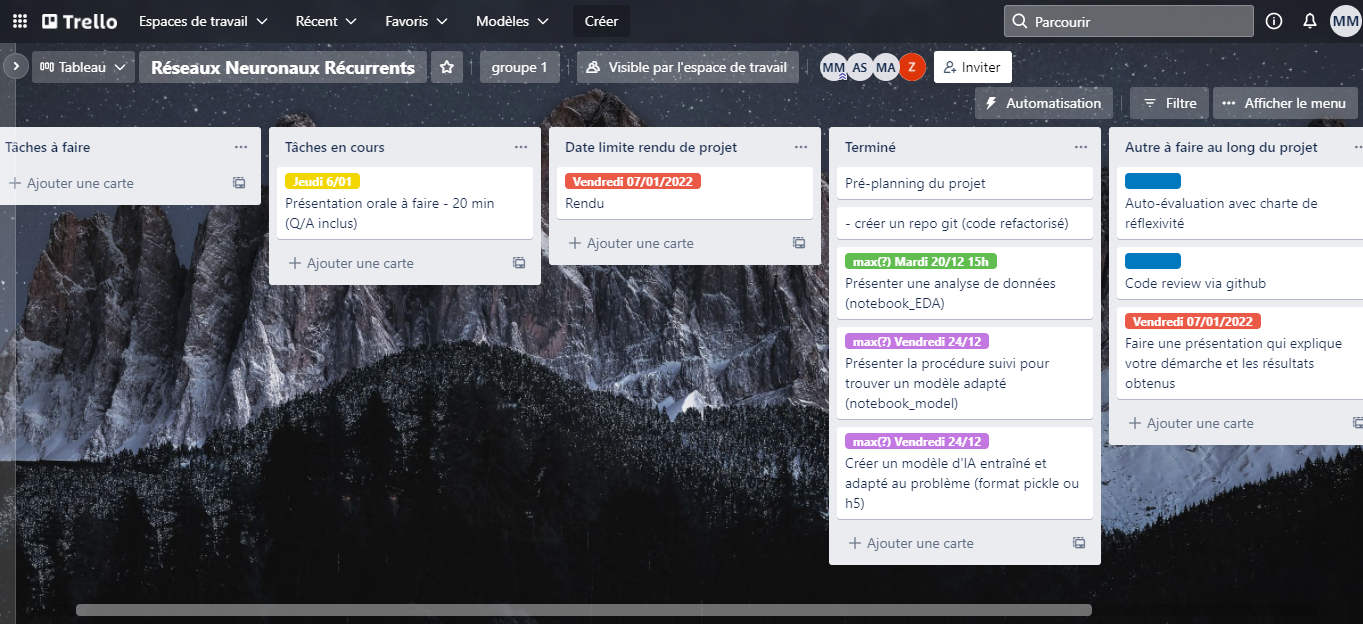 Trello
Espaces de travail
Récent
Favoris
Modèles
Créer
Parcourir
MM
Tableau
Réseaux Neuronaux Récurrents
groupe 1
Visible par l'espace de travail
MM
AS
MA
Z
Inviter
Automatisation
Filtre
Afficher le menu
Tâches à faire
+ Ajouter une carte
Tâches en cours
Jeudi 6/01
Présentation orale à faire - 20 min
(Q/A inclus)
+ Ajouter une carte
Date limite rendu de projet
Vendredi 07/01/2022
Rendu
+ Ajouter une carte
Terminé
Pré-planning du projet
- créer un repo git (code refactorisé)
max(?) Mardi 20/12 15h
Présenter une analyse de données
(notebook_EDA)
max(?) Vendredi 24/12
Présenter la procédure suivi pour
trouver un modèle adapté
(notebook_model)
max(?) Vendredi 24/12
Créer un modèle d'IA entraîné et
adapté au problème (format pickle ou
h5)
+ Ajouter une carte
Autre à faire au long du projet
Auto-évaluation avec charte de
réflexivité
Code review via github
Vendredi 07/01/2022
Faire une présentation qui explique
votre démarche et les résultats
obtenus
+ Ajouter une carte